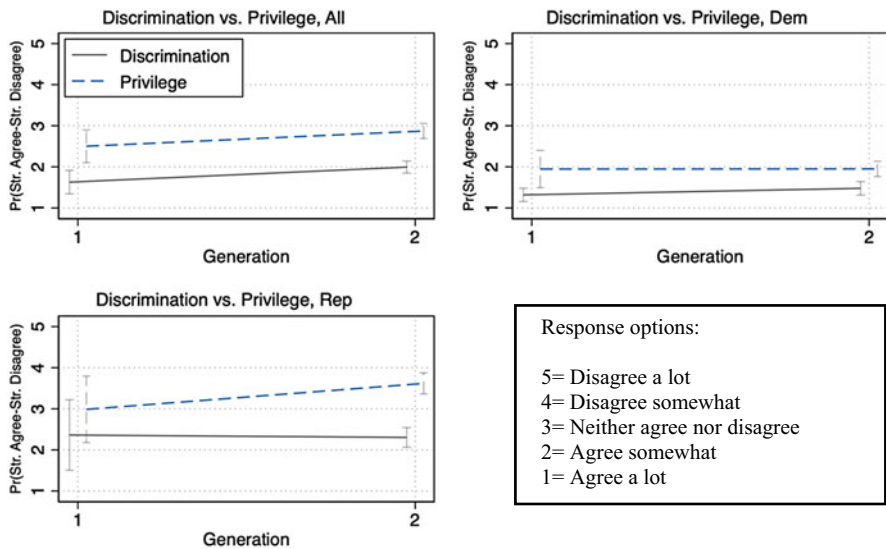 Discrimination vs. Privilege, All
Pr(Str. Agree-Str. Disagree)
5
4
3
2
1
Discrimination
Privilege
1
2
Generation
Discrimination vs. Privilege, Dem
Pr(Str. Agree-Str. Disagree)
5
4
3
2
1
1
2
Generation
Discrimination vs. Privilege, Rep
Pr(Str. Agree-Str. Disagree)
5
4
3
2
1
1
2
Generation
Response options:
5= Disagree a lot
4= Disagree somewhat
3= Neither agree nor disagree
2= Agree somewhat
1= Agree a lot